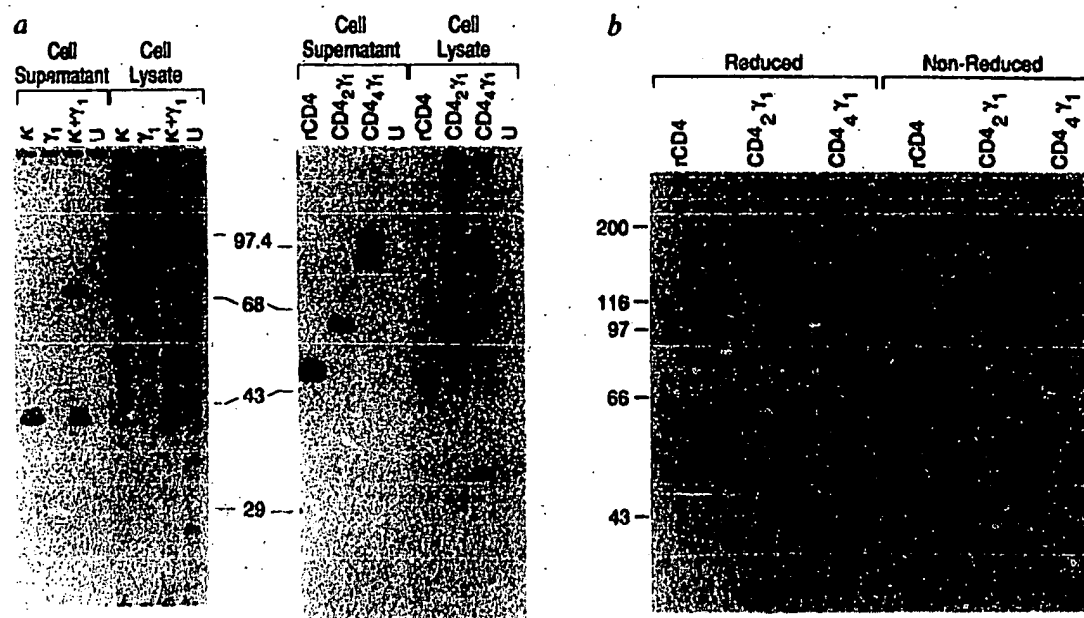 a
Cell Supernatant
Cell Lysate
κ
γ1
κ+γ1
U
κ
γ1
κ+γ1
U
97.4
68
43
29
Cell Supernatant
Cell Lysate
rCD4
CD4₂γ₁
CD4₄γ₁
U
rCD4
CD4₂γ₁
CD4₄γ₁
U
b
Reduced
Non-Reduced
rCD4
CD4₂γ₁
CD4₄γ₁
rCD4
CD4₂γ₁
CD4₄γ₁
200
116
97
66
43